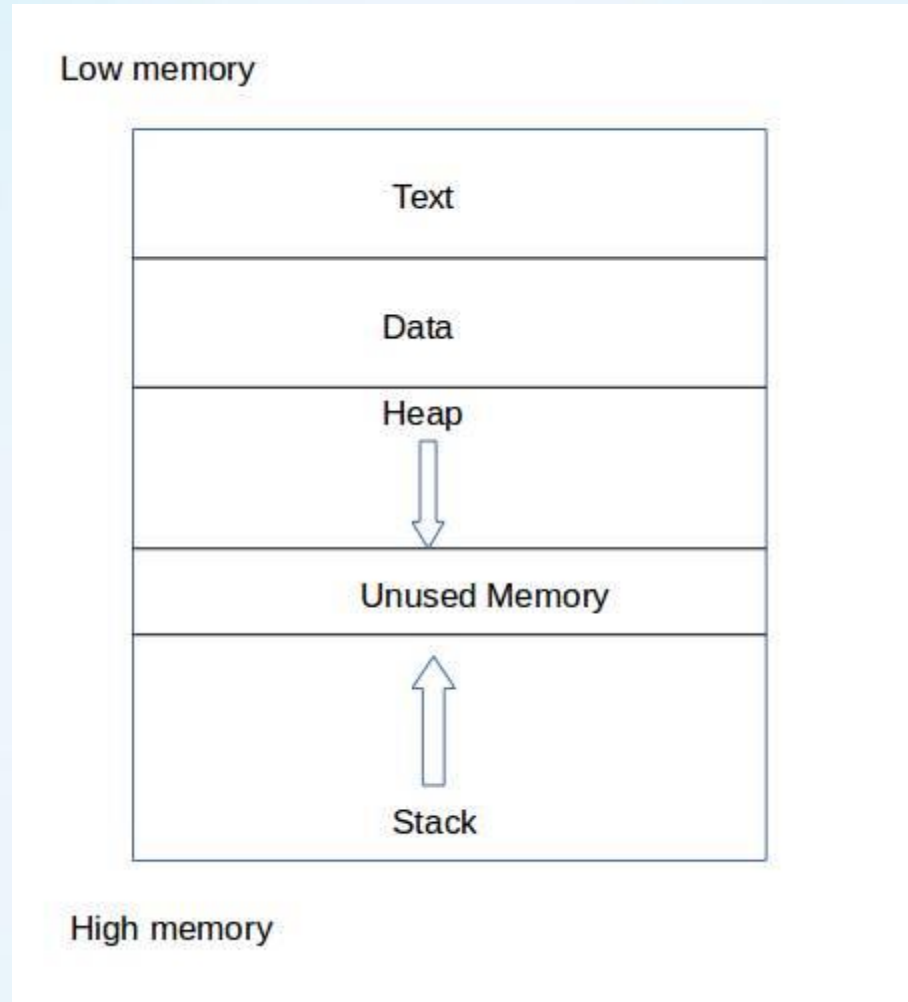 Low memory
Text
Data
Heap
Unused Memory
Stack
High memory